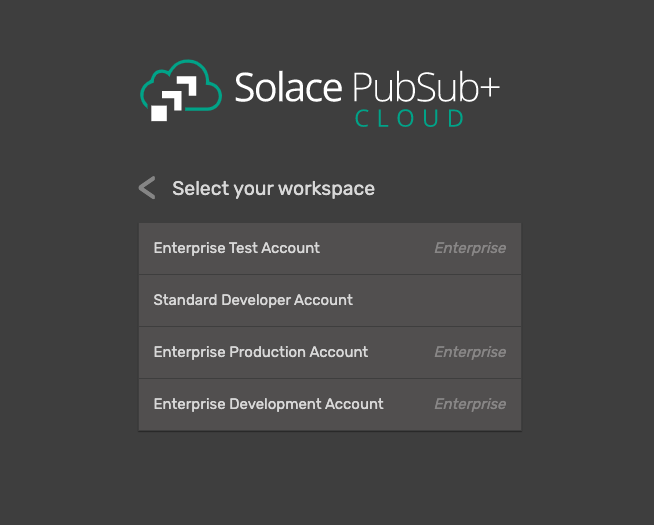 Solace PubSub+
CLOUD
Select your workspace
Enterprise Test Account Enterprise
Standard Developer Account
Enterprise Production Account Enterprise
Enterprise Development Account Enterprise